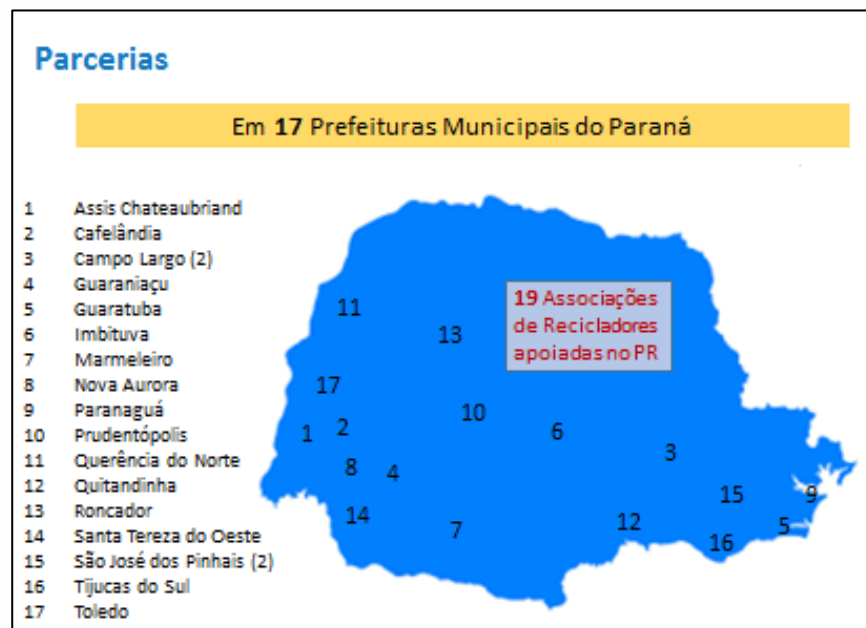 Parcerias
Em 17 Prefeituras Municipais do Paraná
1 Assis Chateaubriand
2 Cafelândia
3 Campo Largo (2)
4 Guaraniaçu
5 Guaratuba
6 Imbituva
7 Marmeleiro
8 Nova Aurora
9 Paranaguá
10 Prudentópolis
11 Querência do Norte
12 Quitandinha
13 Roncador
14 Santa Tereza do Oeste
15 São José dos Pinhais (2)
16 Tijucas do Sul
17 Toledo
19 Associações
de Recicladores
apoiadas no PR
11
13
17
10
1
2
6
3
8
4
15
9
14
7
12
5
16